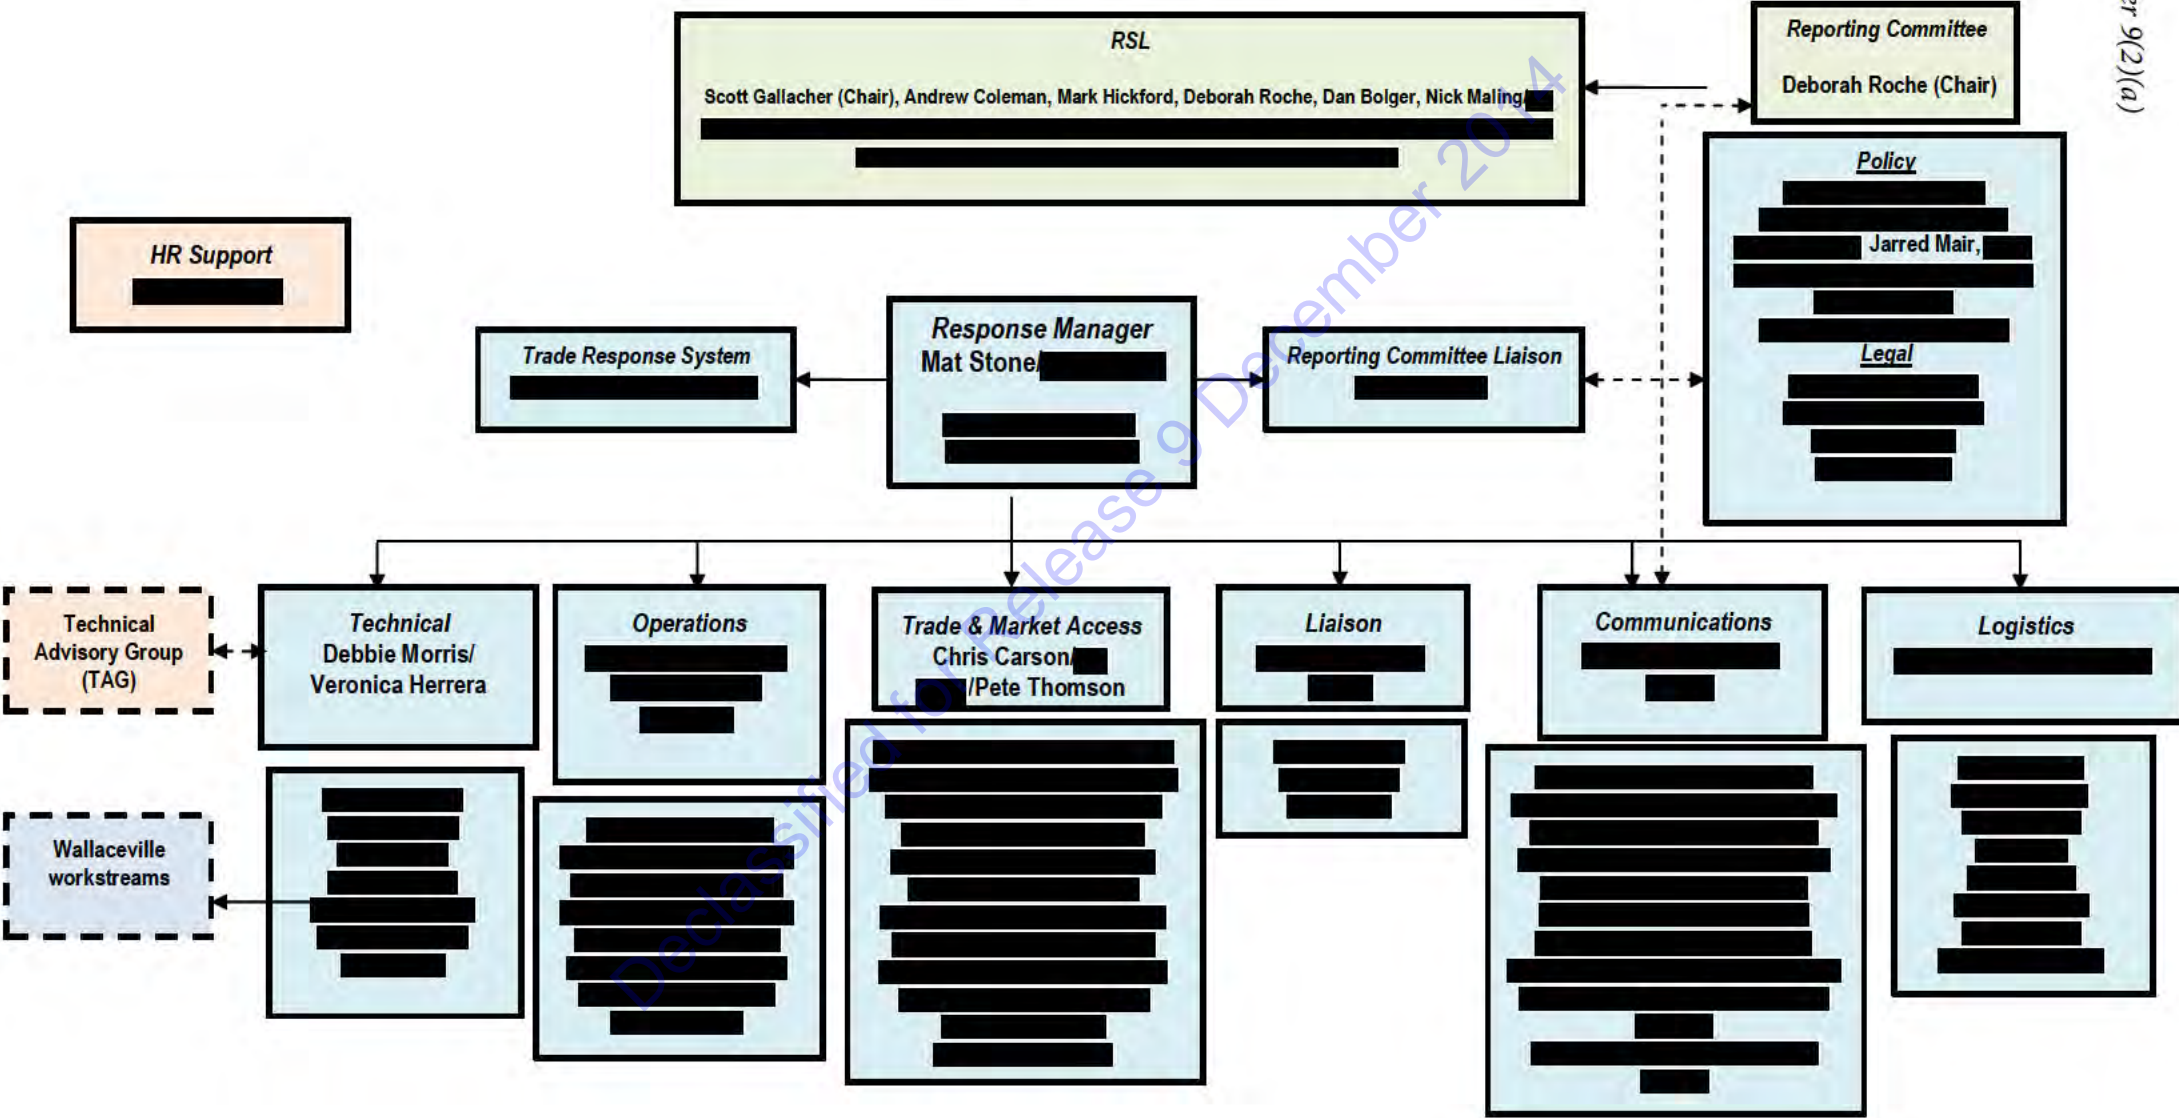 er 9(2)(a)
RSL
Scott Gallacher (Chair), Andrew Coleman, Mark Hickford, Deborah Roche, Dan Bolger, Nick Maling/
Reporting Committee
Deborah Roche (Chair)
Policy
Jarred Mair,
Legal
HR Support
Trade Response System
Response Manager
Mat Stone/
Reporting Committee Liaison
Technical
Advisory Group
(TAG)
Technical
Debbie Morris/
Veronica Herrera
Operations
Trade & Market Access
Chris Carson/
/Pete Thomson
Liaison
Communications
Logistics
Wallaceville
workstreams
Declassified for Release 9 December 2014